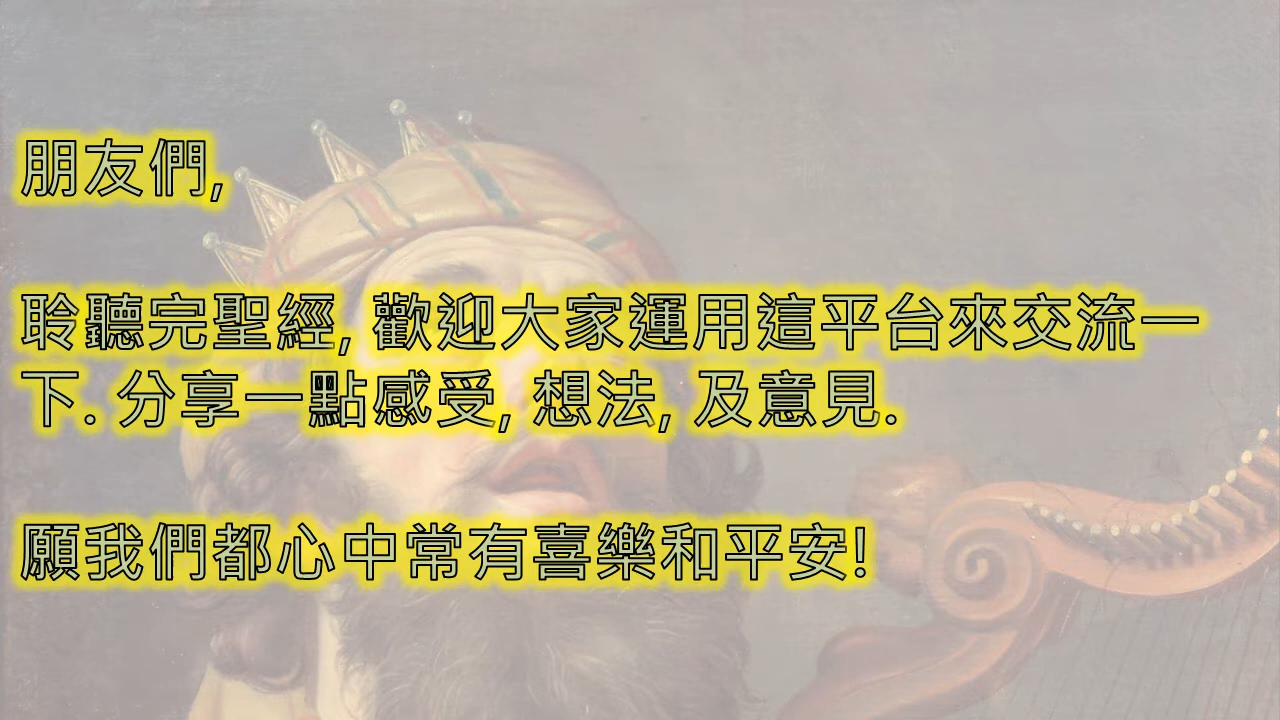 朋友們,
聆聽完聖經, 歡迎大家運用這平台來交流一
下. 分享一點感受, 想法, 及意見.
願我們都心中常有喜樂和平安!